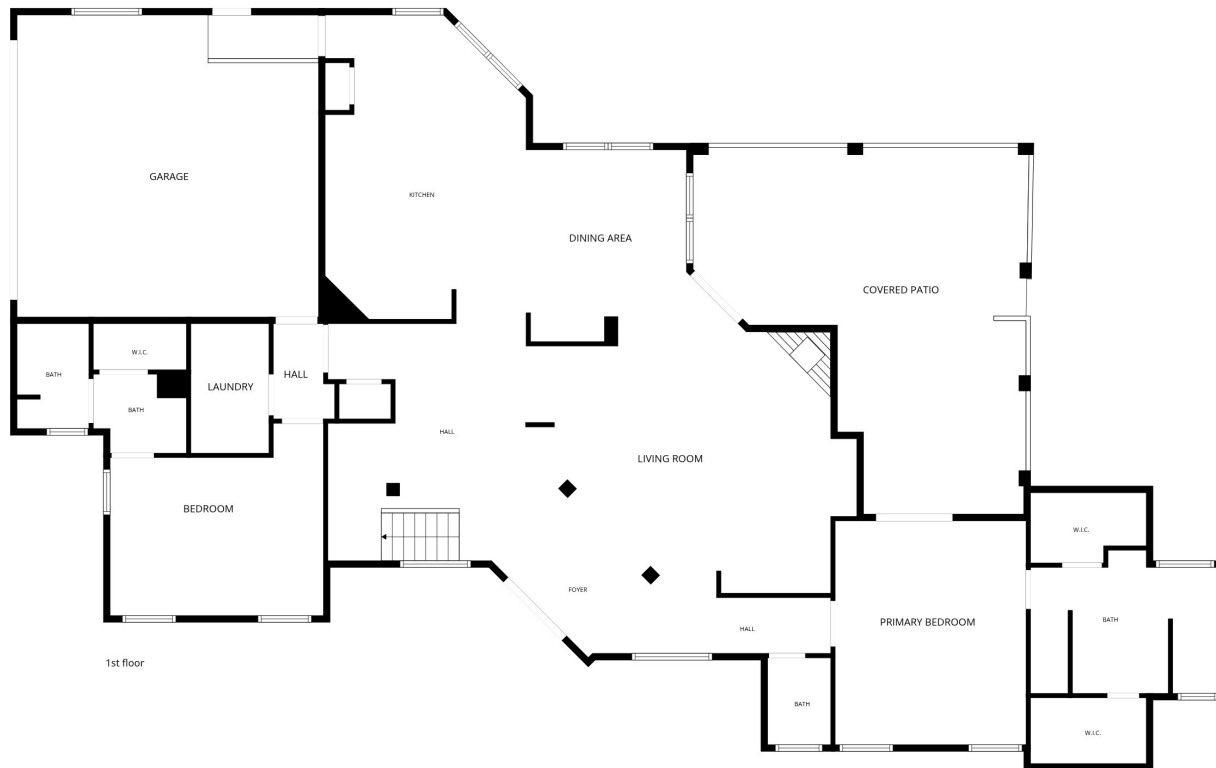 GARAGE
KITCHEN
DINING AREA
COVERED PATIO
W.I.C.
BATH
HALL
LAUNDRY
BATH
HALL
LIVING ROOM
BEDROOM
W.I.C.
FOYER
BATH
PRIMARY BEDROOM
HALL
1st floor
BATH
W.I.C.